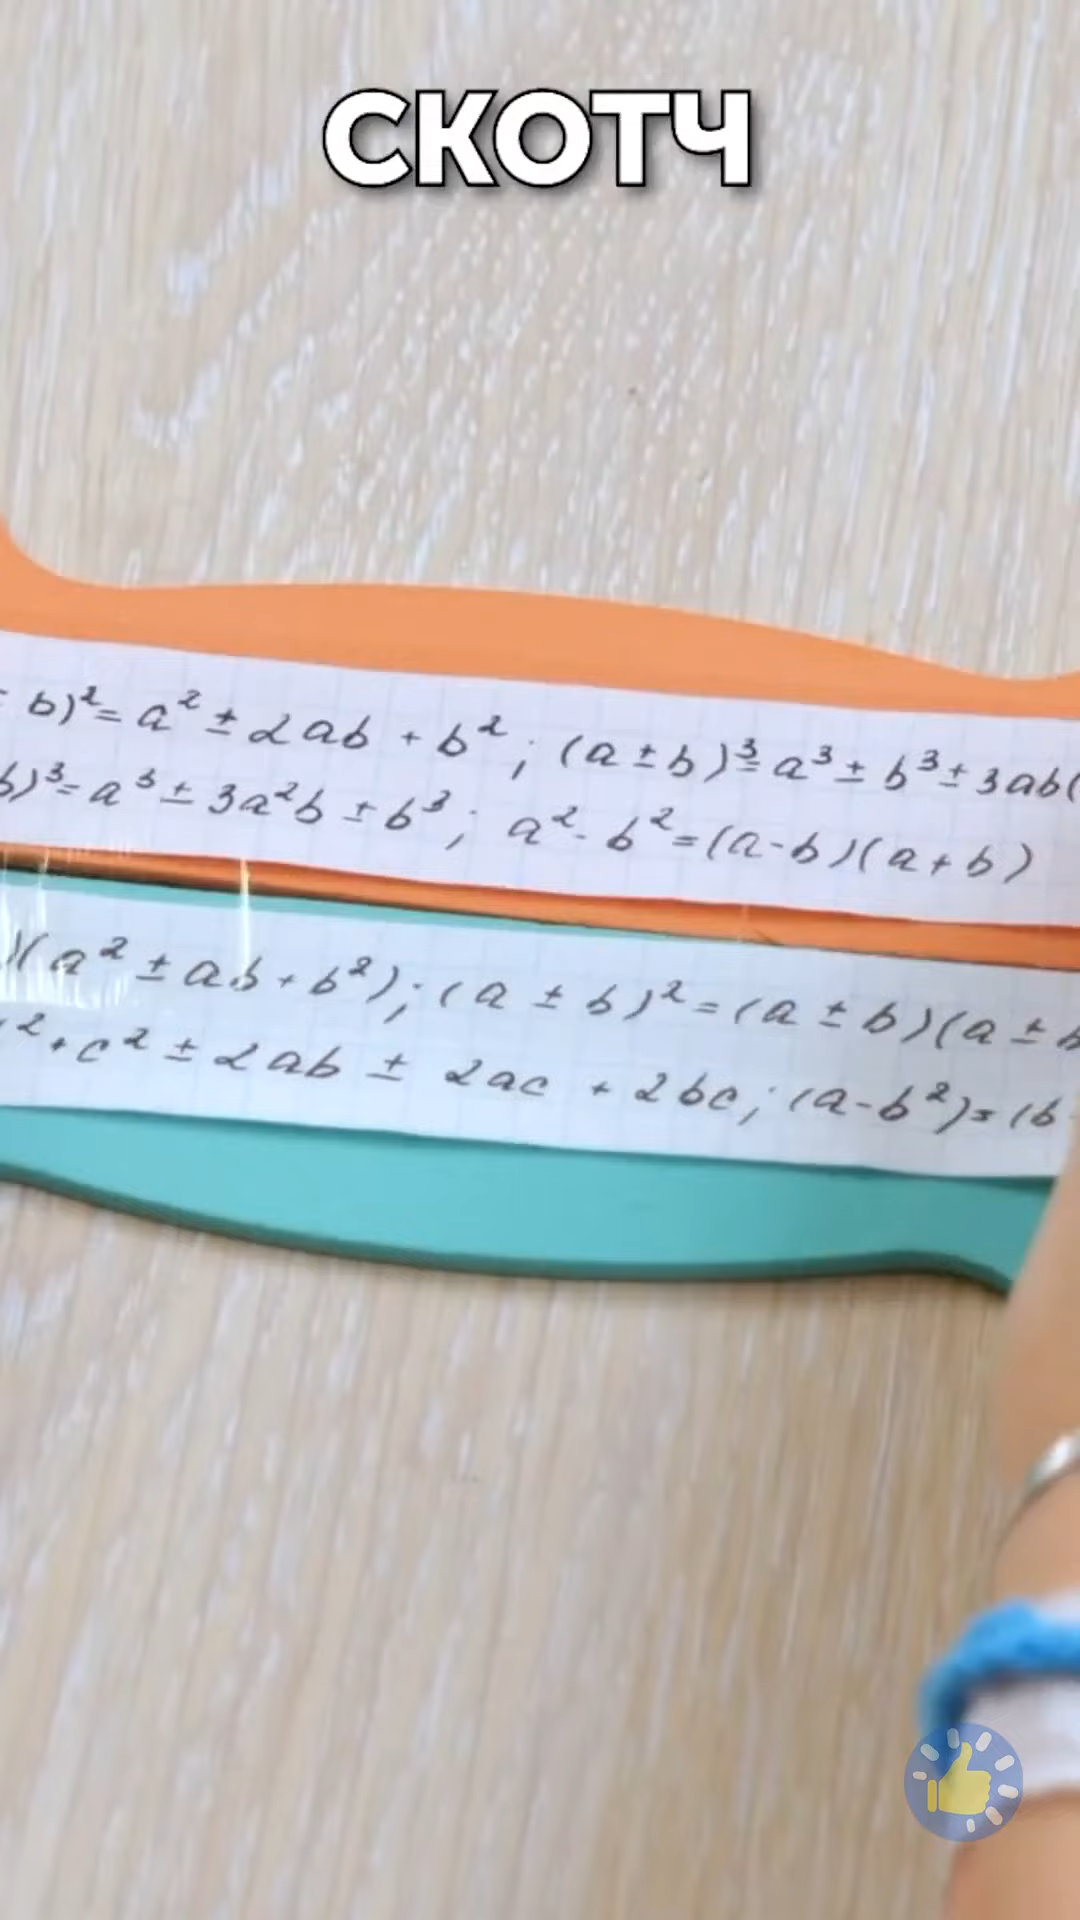 СКОТЧ
b)²= a² ± 2ab + b²; (a ± b)³= a³ ± b³ ± 3ab(
b)³= a³ ± 3a²b ± b³; a² - b² = (a-b)(a+b)
)(a² ± ab + b²); (a ± b)² = (a ± b)(a ± b
² + c² ± 2ab ± 2ac + 2bc; (a-b²)= (b